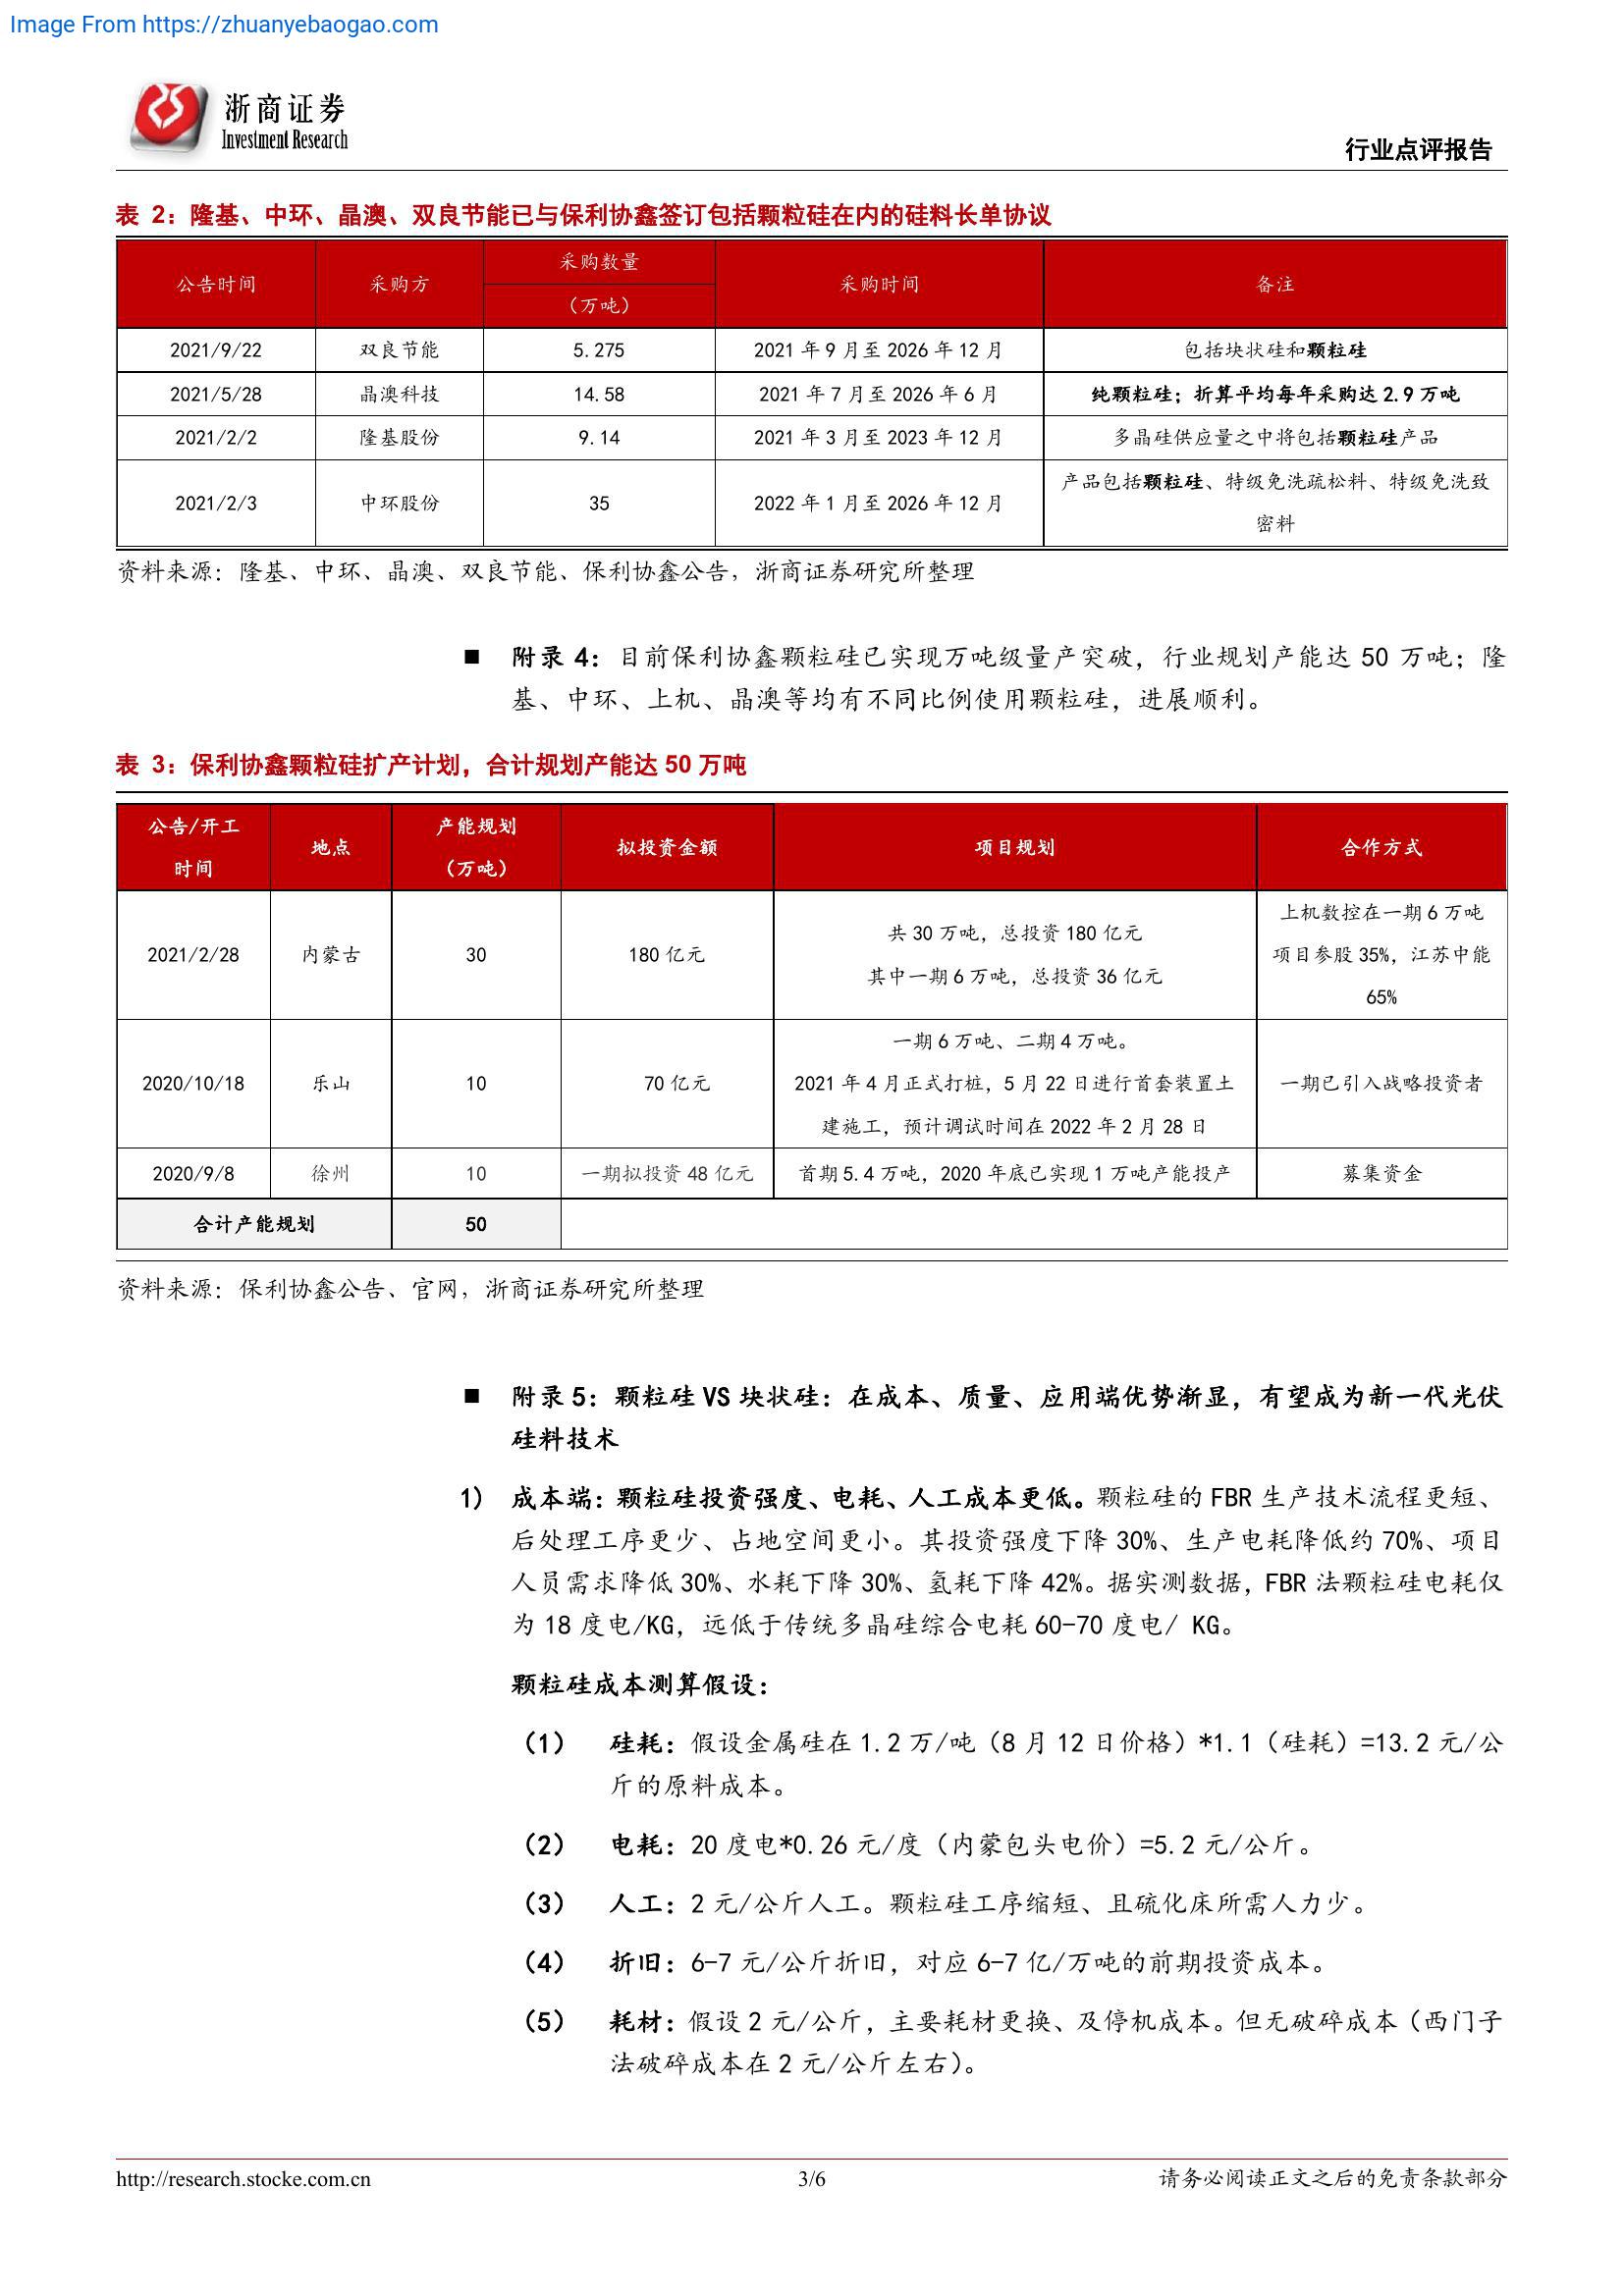 Image From https://zhuanyebaogao.com
浙商证券
Investment Research
行业点评报告
表 2：隆基、中环、晶澳、双良节能已与保利协鑫签订包括颗粒硅在内的硅料长单协议
公告时间 采购方 采购数量 （万吨） 采购时间 备注
2021/9/22 双良节能 5.275 2021 年 9 月至 2026 年 12 月 包括块状硅和颗粒硅
2021/5/28 晶澳科技 14.58 2021 年 7 月至 2026 年 6 月 纯颗粒硅；折算平均每年采购达 2.9 万吨
2021/2/2 隆基股份 9.14 2021 年 3 月至 2023 年 12 月 多晶硅供应量之中将包括颗粒硅产品
2021/2/3 中环股份 35 2022 年 1 月至 2026 年 12 月 产品包括颗粒硅、特级免洗疏松料、特级免洗致
密料
资料来源：隆基、中环、晶澳、双良节能、保利协鑫公告，浙商证券研究所整理
■ 附录 4：目前保利协鑫颗粒硅已实现万吨级量产突破，行业规划产能达 50 万吨；隆
基、中环、上机、晶澳等均有不同比例使用颗粒硅，进展顺利。
表 3：保利协鑫颗粒硅扩产计划，合计规划产能达 50 万吨
公告/开工
时间
地点
产能规划
（万吨）
拟投资金额
项目规划
合作方式
2021/2/28 内蒙古 30 180 亿元
共 30 万吨，总投资 180 亿元
其中一期 6 万吨，总投资 36 亿元
上机数控在一期 6 万吨
项目参股 35%，江苏中能
65%
2020/10/18 乐山 10 70 亿元
一期 6 万吨、二期 4 万吨。
2021 年 4 月正式打桩，5 月 22 日进行首套装置土
建施工，预计调试时间在 2022 年 2 月 28 日
一期已引入战略投资者
2020/9/8 徐州 10 一期拟投资 48 亿元 首期 5.4 万吨，2020 年底已实现 1 万吨产能投产 募集资金
合计产能规划 50
资料来源：保利协鑫公告、官网，浙商证券研究所整理
■ 附录 5：颗粒硅 VS 块状硅：在成本、质量、应用端优势渐显，有望成为新一代光伏
硅料技术
1) 成本端：颗粒硅投资强度、电耗、人工成本更低。颗粒硅的 FBR 生产技术流程更短、
后处理工序更少、占地空间更小。其投资强度下降 30%、生产电耗降低约 70%、项目
人员需求降低 30%、水耗下降 30%、氢耗下降 42%。据实测数据，FBR 法颗粒硅电耗仅
为 18 度电/KG，远低于传统多晶硅综合电耗 60-70 度电/ KG。
颗粒硅成本测算假设：
（1） 硅耗：假设金属硅在 1.2 万/吨（8 月 12 日价格）*1.1（硅耗）=13.2 元/公
斤的原料成本。
（2） 电耗：20 度电*0.26 元/度（内蒙包头电价）=5.2 元/公斤。
（3） 人工：2 元/公斤人工。颗粒硅工序缩短、且硫化床所需人力少。
（4） 折旧：6-7 元/公斤折旧，对应 6-7 亿/万吨的前期投资成本。
（5） 耗材：假设 2 元/公斤，主要耗材更换、及停机成本。但无破碎成本（西门子
法破碎成本在 2 元/公斤左右）。
http://research.stocke.com.cn 3/6 请务必阅读正文之后的免责条款部分